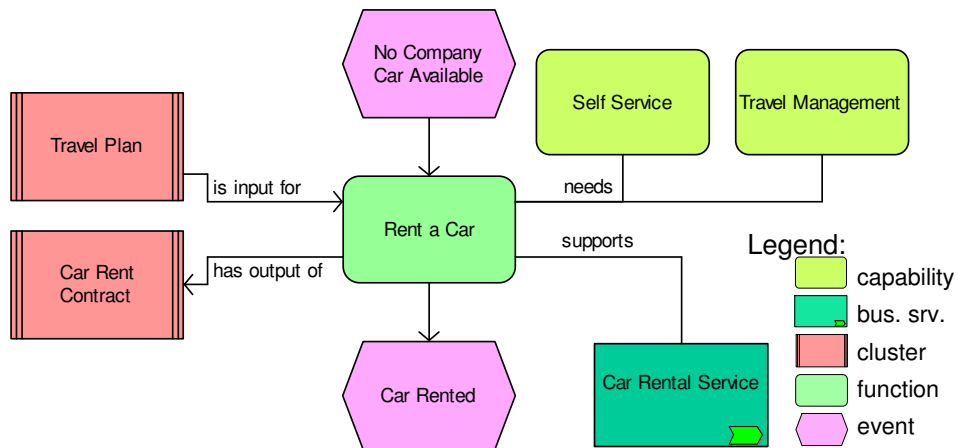 No Company
Car Available
Self Service
Travel Management
Travel Plan
is input for
needs
Rent a Car
supports
Car Rent
Contract
has output of
Legend:
capability
bus. srv.
cluster
function
event
Car Rented
Car Rental Service